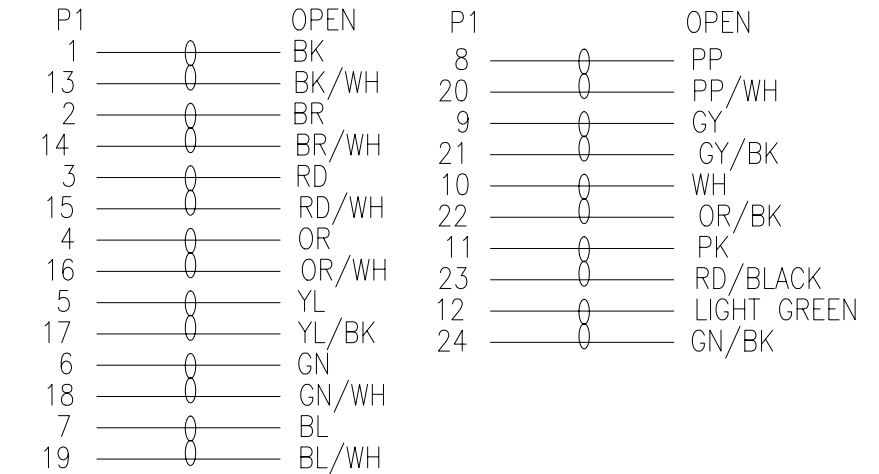 P1 OPEN
1 BK
13 BK/WH
2 BR
14 BR/WH
3 RD
15 RD/WH
4 OR
16 OR/WH
5 YL
17 YL/BK
6 GN
18 GN/WH
7 BL
19 BL/WH
P1 OPEN
8 PP
20 PP/WH
9 GY
21 GY/BK
10 WH
22 OR/BK
11 PK
23 RD/BLACK
12 LIGHT GREEN
24 GN/BK